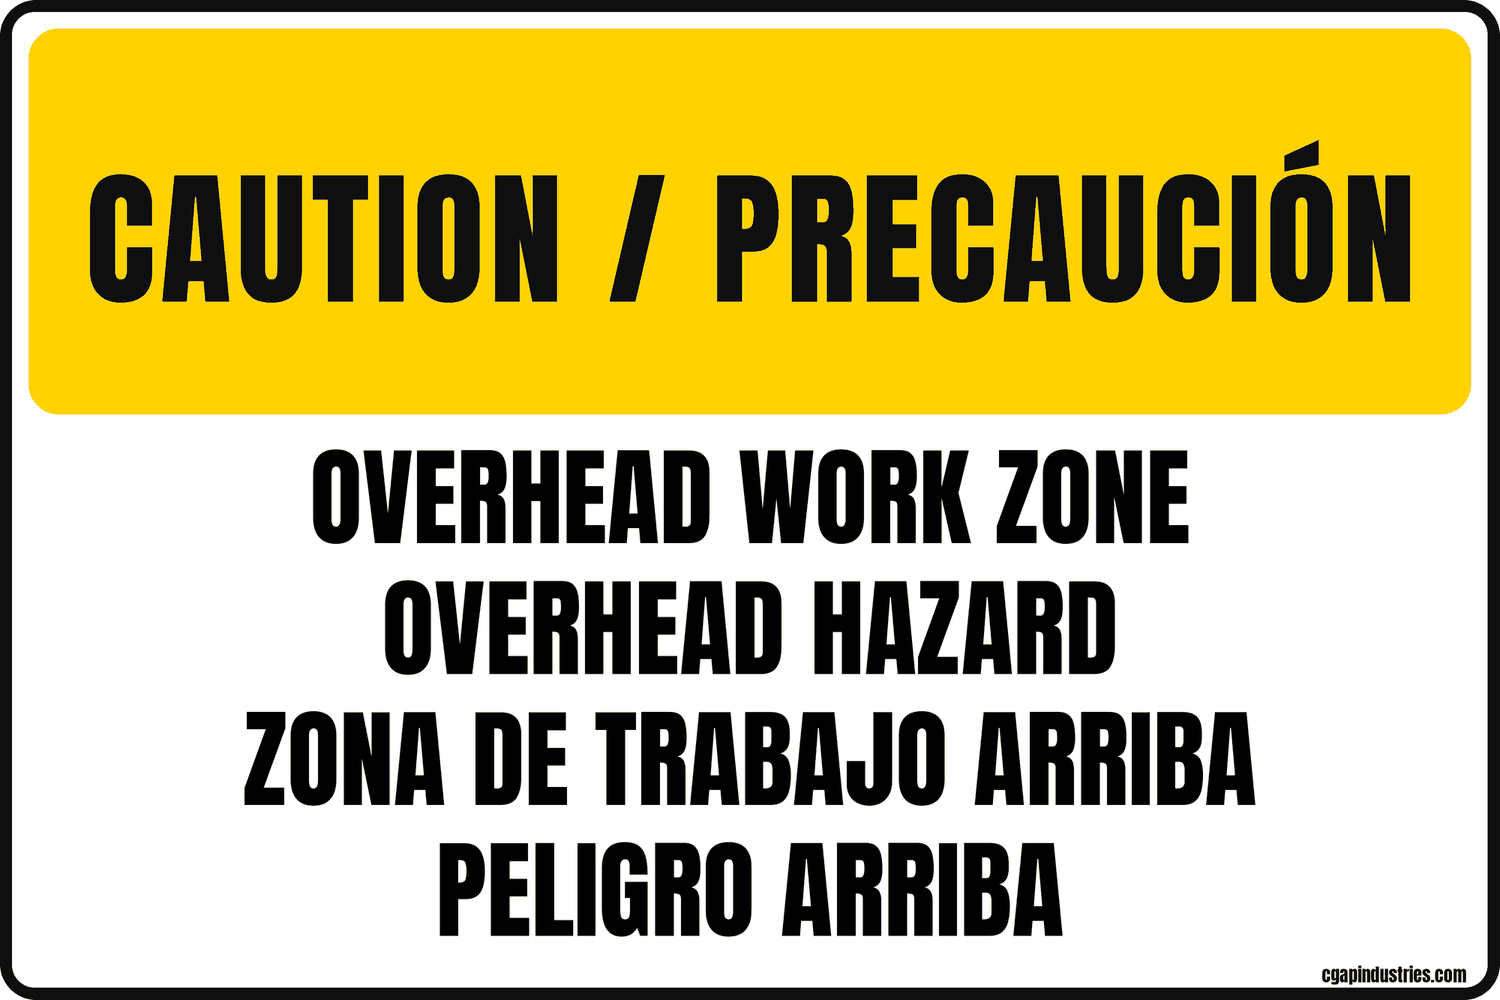 CAUTION / PRECAUCIÓN
OVERHEAD WORK ZONE
OVERHEAD HAZARD
ZONA DE TRABAJO ARRIBA
PELIGRO ARRIBA
cgapindustries.com